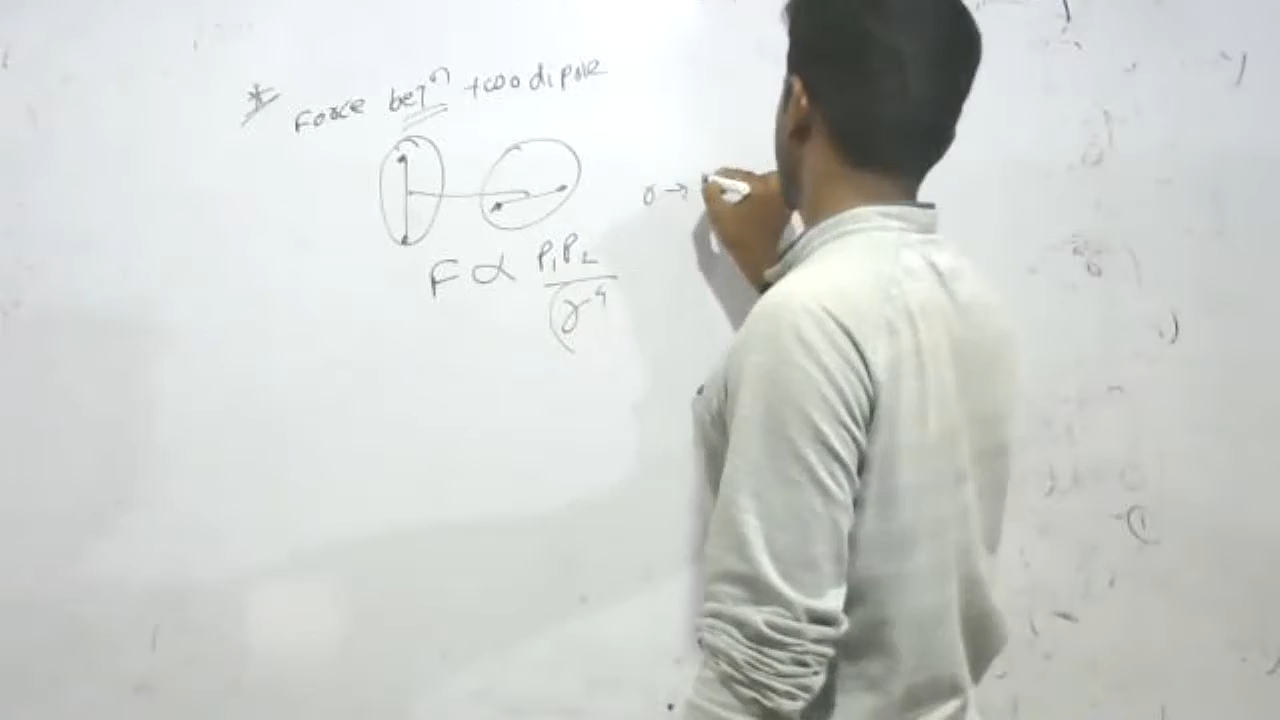 * Force betⁿ two dipole
F ∝ P₁P₂
r⁴
r →